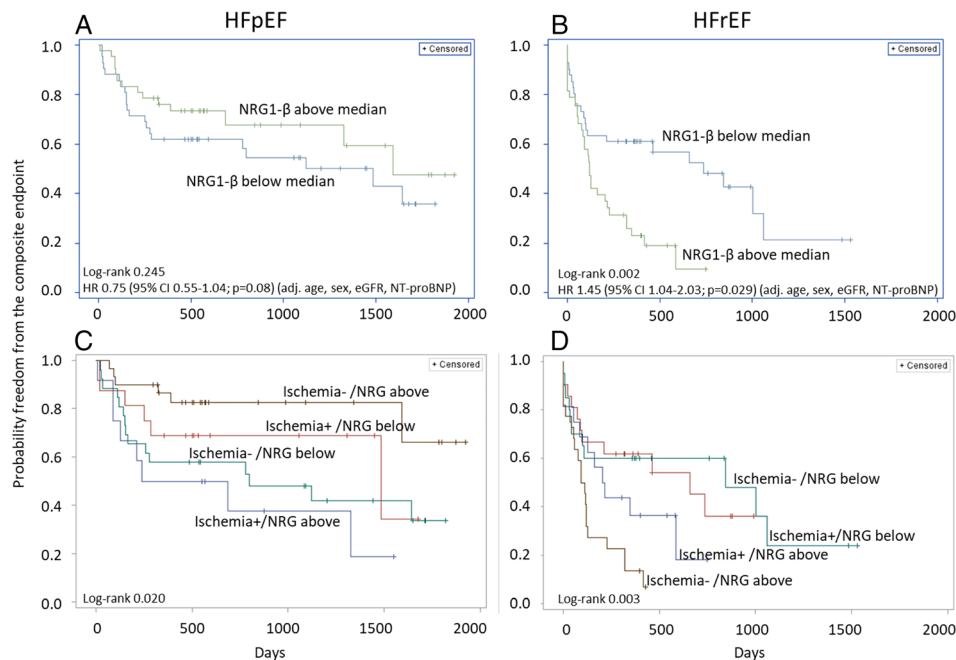 A
HFpEF
B
HFrEF
Probability freedom from the composite endpoint
1.0
0.8
0.6
0.4
0.2
0.0
+ Censored
NRG1-β above median
NRG1-β below median
Log-rank 0.245
HR 0.75 (95% CI 0.55-1.04; p=0.08) (adj. age, sex, eGFR, NT-proBNP)
0 500 1000 1500 2000
1.0
0.8
0.6
0.4
0.2
0.0
+ Censored
NRG1-β below median
NRG1-β above median
Log-rank 0.002
HR 1.45 (95% CI 1.04-2.03; p=0.029) (adj. age, sex, eGFR, NT-proBNP)
0 500 1000 1500 2000
C
1.0
0.8
0.6
0.4
0.2
0.0
+ Censored
Ischemia- /NRG above
Ischemia+ /NRG below
Ischemia- /NRG below
Ischemia+/NRG above
Log-rank 0.020
0 500 1000 1500 2000
Days
D
1.0
0.8
0.6
0.4
0.2
0.0
+ Censored
Ischemia- /NRG below
Ischemia+/NRG below
Ischemia+ /NRG above
Ischemia- /NRG above
Log-rank 0.003
0 500 1000 1500 2000
Days